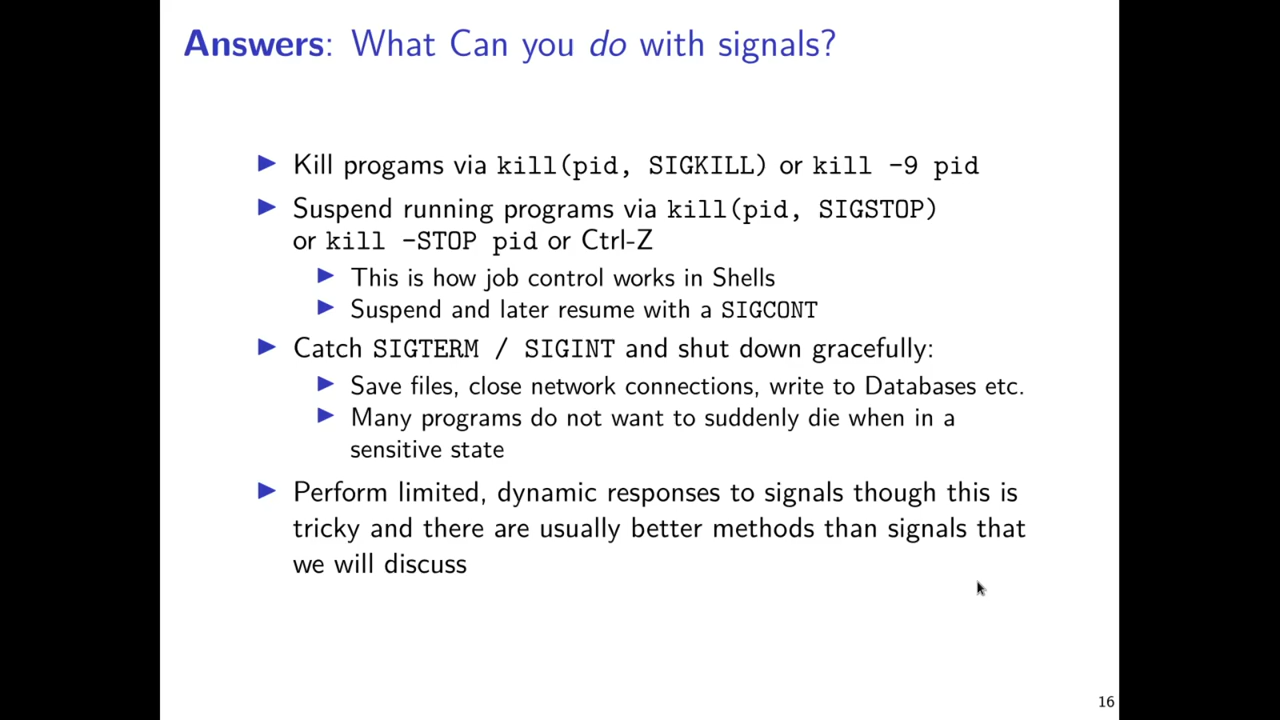 Answers: What Can you do with signals?
Kill progams via kill(pid, SIGKILL) or kill -9 pid
Suspend running programs via kill(pid, SIGSTOP)
or kill -STOP pid or Ctrl-Z
This is how job control works in Shells
Suspend and later resume with a SIGCONT
Catch SIGTERM / SIGINT and shut down gracefully:
Save files, close network connections, write to Databases etc.
Many programs do not want to suddenly die when in a
sensitive state
Perform limited, dynamic responses to signals though this is
tricky and there are usually better methods than signals that
we will discuss
16